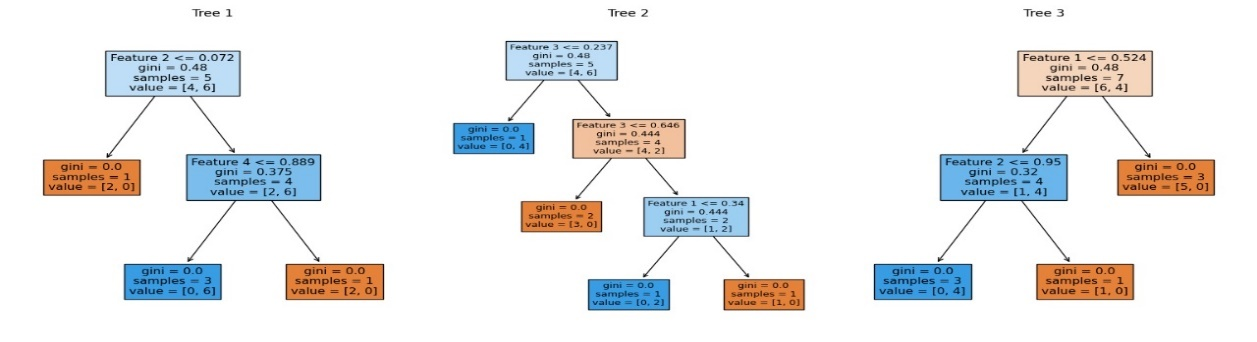 Tree 1
Feature 2 <= 0.072
gini = 0.48
samples = 5
value = [4, 6]
gini = 0.0
samples = 1
value = [2, 0]
Feature 4 <= 0.889
gini = 0.375
samples = 4
value = [2, 6]
gini = 0.0
samples = 3
value = [0, 6]
gini = 0.0
samples = 1
value = [2, 0]
Tree 2
Feature 3 <= 0.237
gini = 0.48
samples = 5
value = [4, 6]
gini = 0.0
samples = 1
value = [0, 4]
Feature 3 <= 0.646
gini = 0.444
samples = 4
value = [4, 2]
gini = 0.0
samples = 2
value = [3, 0]
Feature 1 <= 0.34
gini = 0.444
samples = 2
value = [1, 2]
gini = 0.0
samples = 1
value = [0, 2]
gini = 0.0
samples = 1
value = [1, 0]
Tree 3
Feature 1 <= 0.524
gini = 0.48
samples = 7
value = [6, 4]
Feature 2 <= 0.95
gini = 0.32
samples = 4
value = [1, 4]
gini = 0.0
samples = 3
value = [5, 0]
gini = 0.0
samples = 3
value = [0, 4]
gini = 0.0
samples = 1
value = [1, 0]